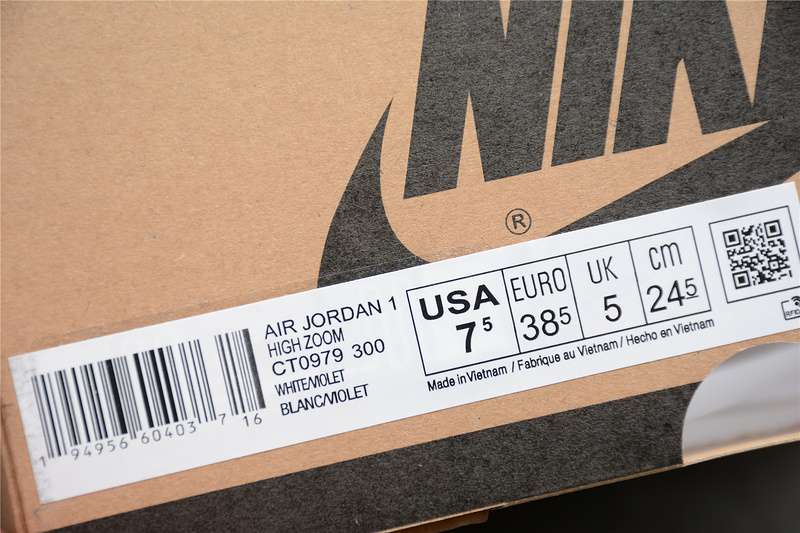 NIK
®
AIR JORDAN 1
HIGH ZOOM
CT0979 300
WHITE/VIOLET
BLANC/VIOLET
USA
7⁵
EURO
38⁵
UK
5
cm
24⁵
Made in Vietnam / Fabrique au Vietnam / Hecho en Vietnam
1 94956 60403 7 16
RFID